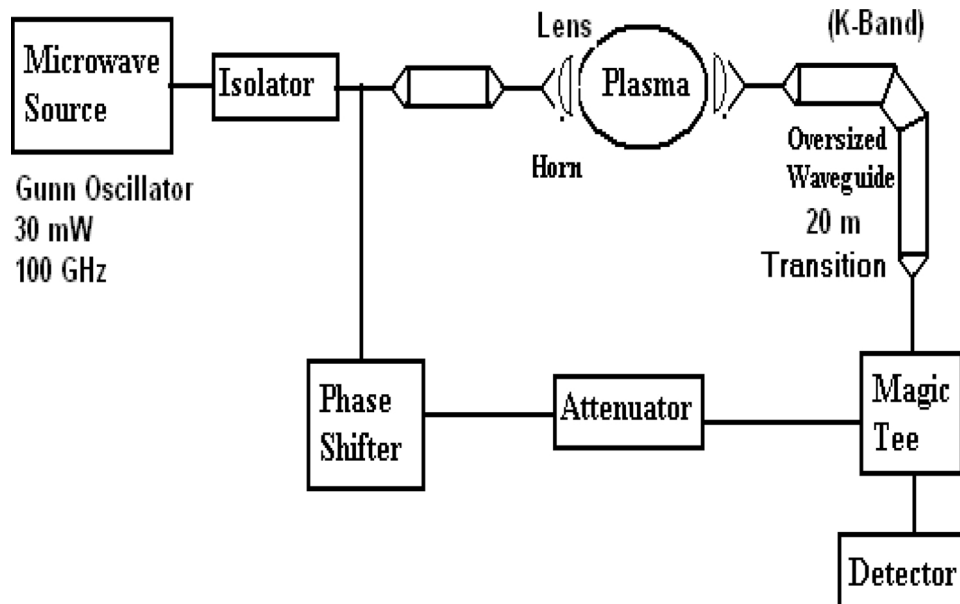 Microwave
Source
Isolator
Lens
Plasma
(K-Band)
Gunn Oscillator
30 mW
100 GHz
Horn
Oversized
Waveguide
20 m
Transition
Phase
Shifter
Attenuator
Magic
Tee
Detector